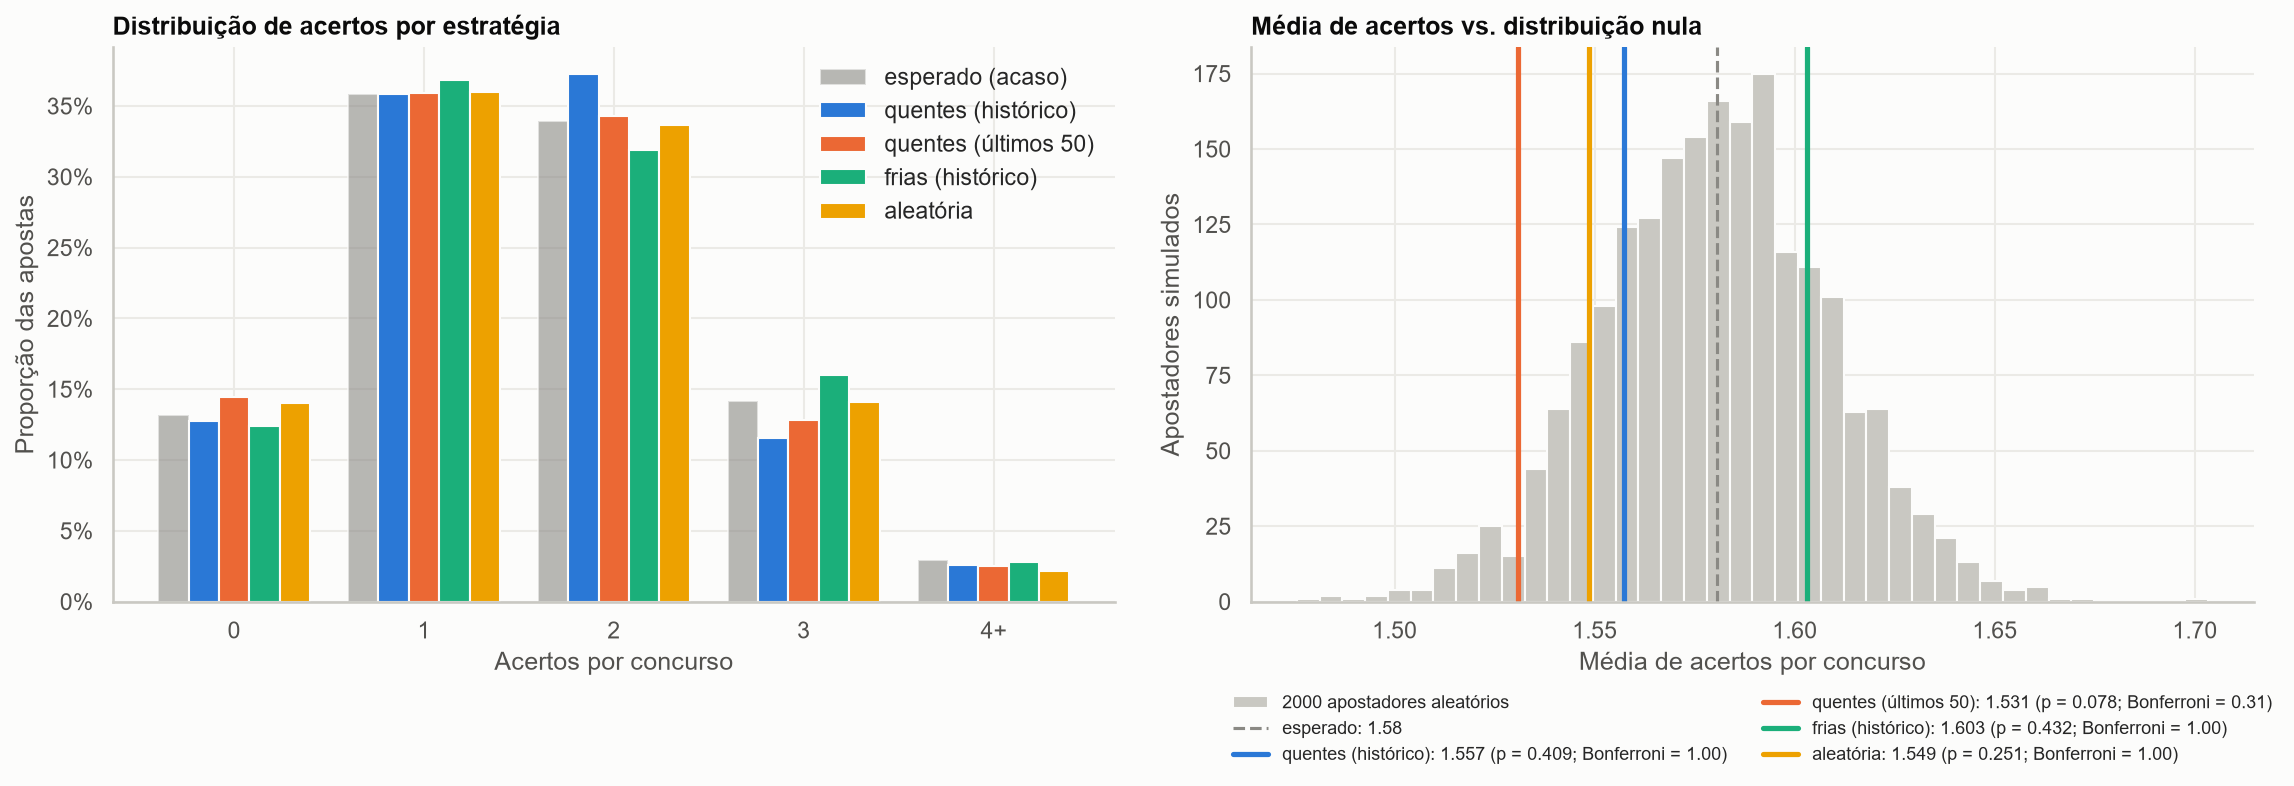 Distribuição de acertos por estratégia
Proporção das apostas
35%
30%
25%
20%
15%
10%
5%
0%
esperado (acaso)
quentes (histórico)
quentes (últimos 50)
frias (histórico)
aleatória
0 1 2 3 4+
Acertos por concurso
Média de acertos vs. distribuição nula
Apostadores simulados
175
150
125
100
75
50
25
0
1.50 1.55 1.60 1.65 1.70
Média de acertos por concurso
2000 apostadores aleatórios
esperado: 1.58
quentes (histórico): 1.557 (p = 0.409; Bonferroni = 1.00)
quentes (últimos 50): 1.531 (p = 0.078; Bonferroni = 0.31)
frias (histórico): 1.603 (p = 0.432; Bonferroni = 1.00)
aleatória: 1.549 (p = 0.251; Bonferroni = 1.00)